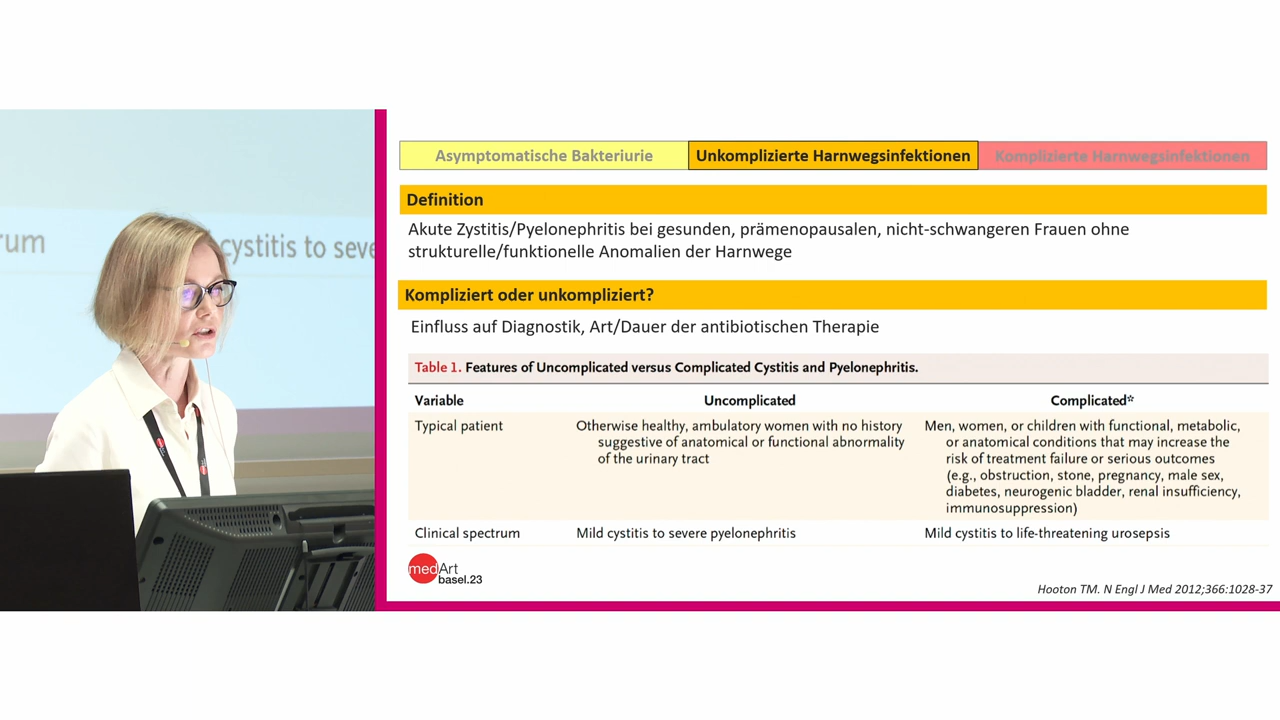 rum
cystitis to seve
Asymptomatische Bakteriurie
Unkomplizierte Harnwegsinfektionen
Komplizierte Harnwegsinfektionen
Definition
Akute Zystitis/Pyelonephritis bei gesunden, prämenopausalen, nicht-schwangeren Frauen ohne
strukturelle/funktionelle Anomalien der Harnwege
Kompliziert oder unkompliziert?
Einfluss auf Diagnostik, Art/Dauer der antibiotischen Therapie
Table 1. Features of Uncomplicated versus Complicated Cystitis and Pyelonephritis.
Variable
Uncomplicated
Complicated☆
Typical patient
Otherwise healthy, ambulatory women with no history
suggestive of anatomical or functional abnormality
of the urinary tract
Men, women, or children with functional, metabolic,
or anatomical conditions that may increase the
risk of treatment failure or serious outcomes
(e.g., obstruction, stone, pregnancy, male sex,
diabetes, neurogenic bladder, renal insufficiency,
immunosuppression)
Clinical spectrum
Mild cystitis to severe pyelonephritis
Mild cystitis to life-threatening urosepsis
medArt
basel.23
Hooton TM. N Engl J Med 2012;366:1028-37